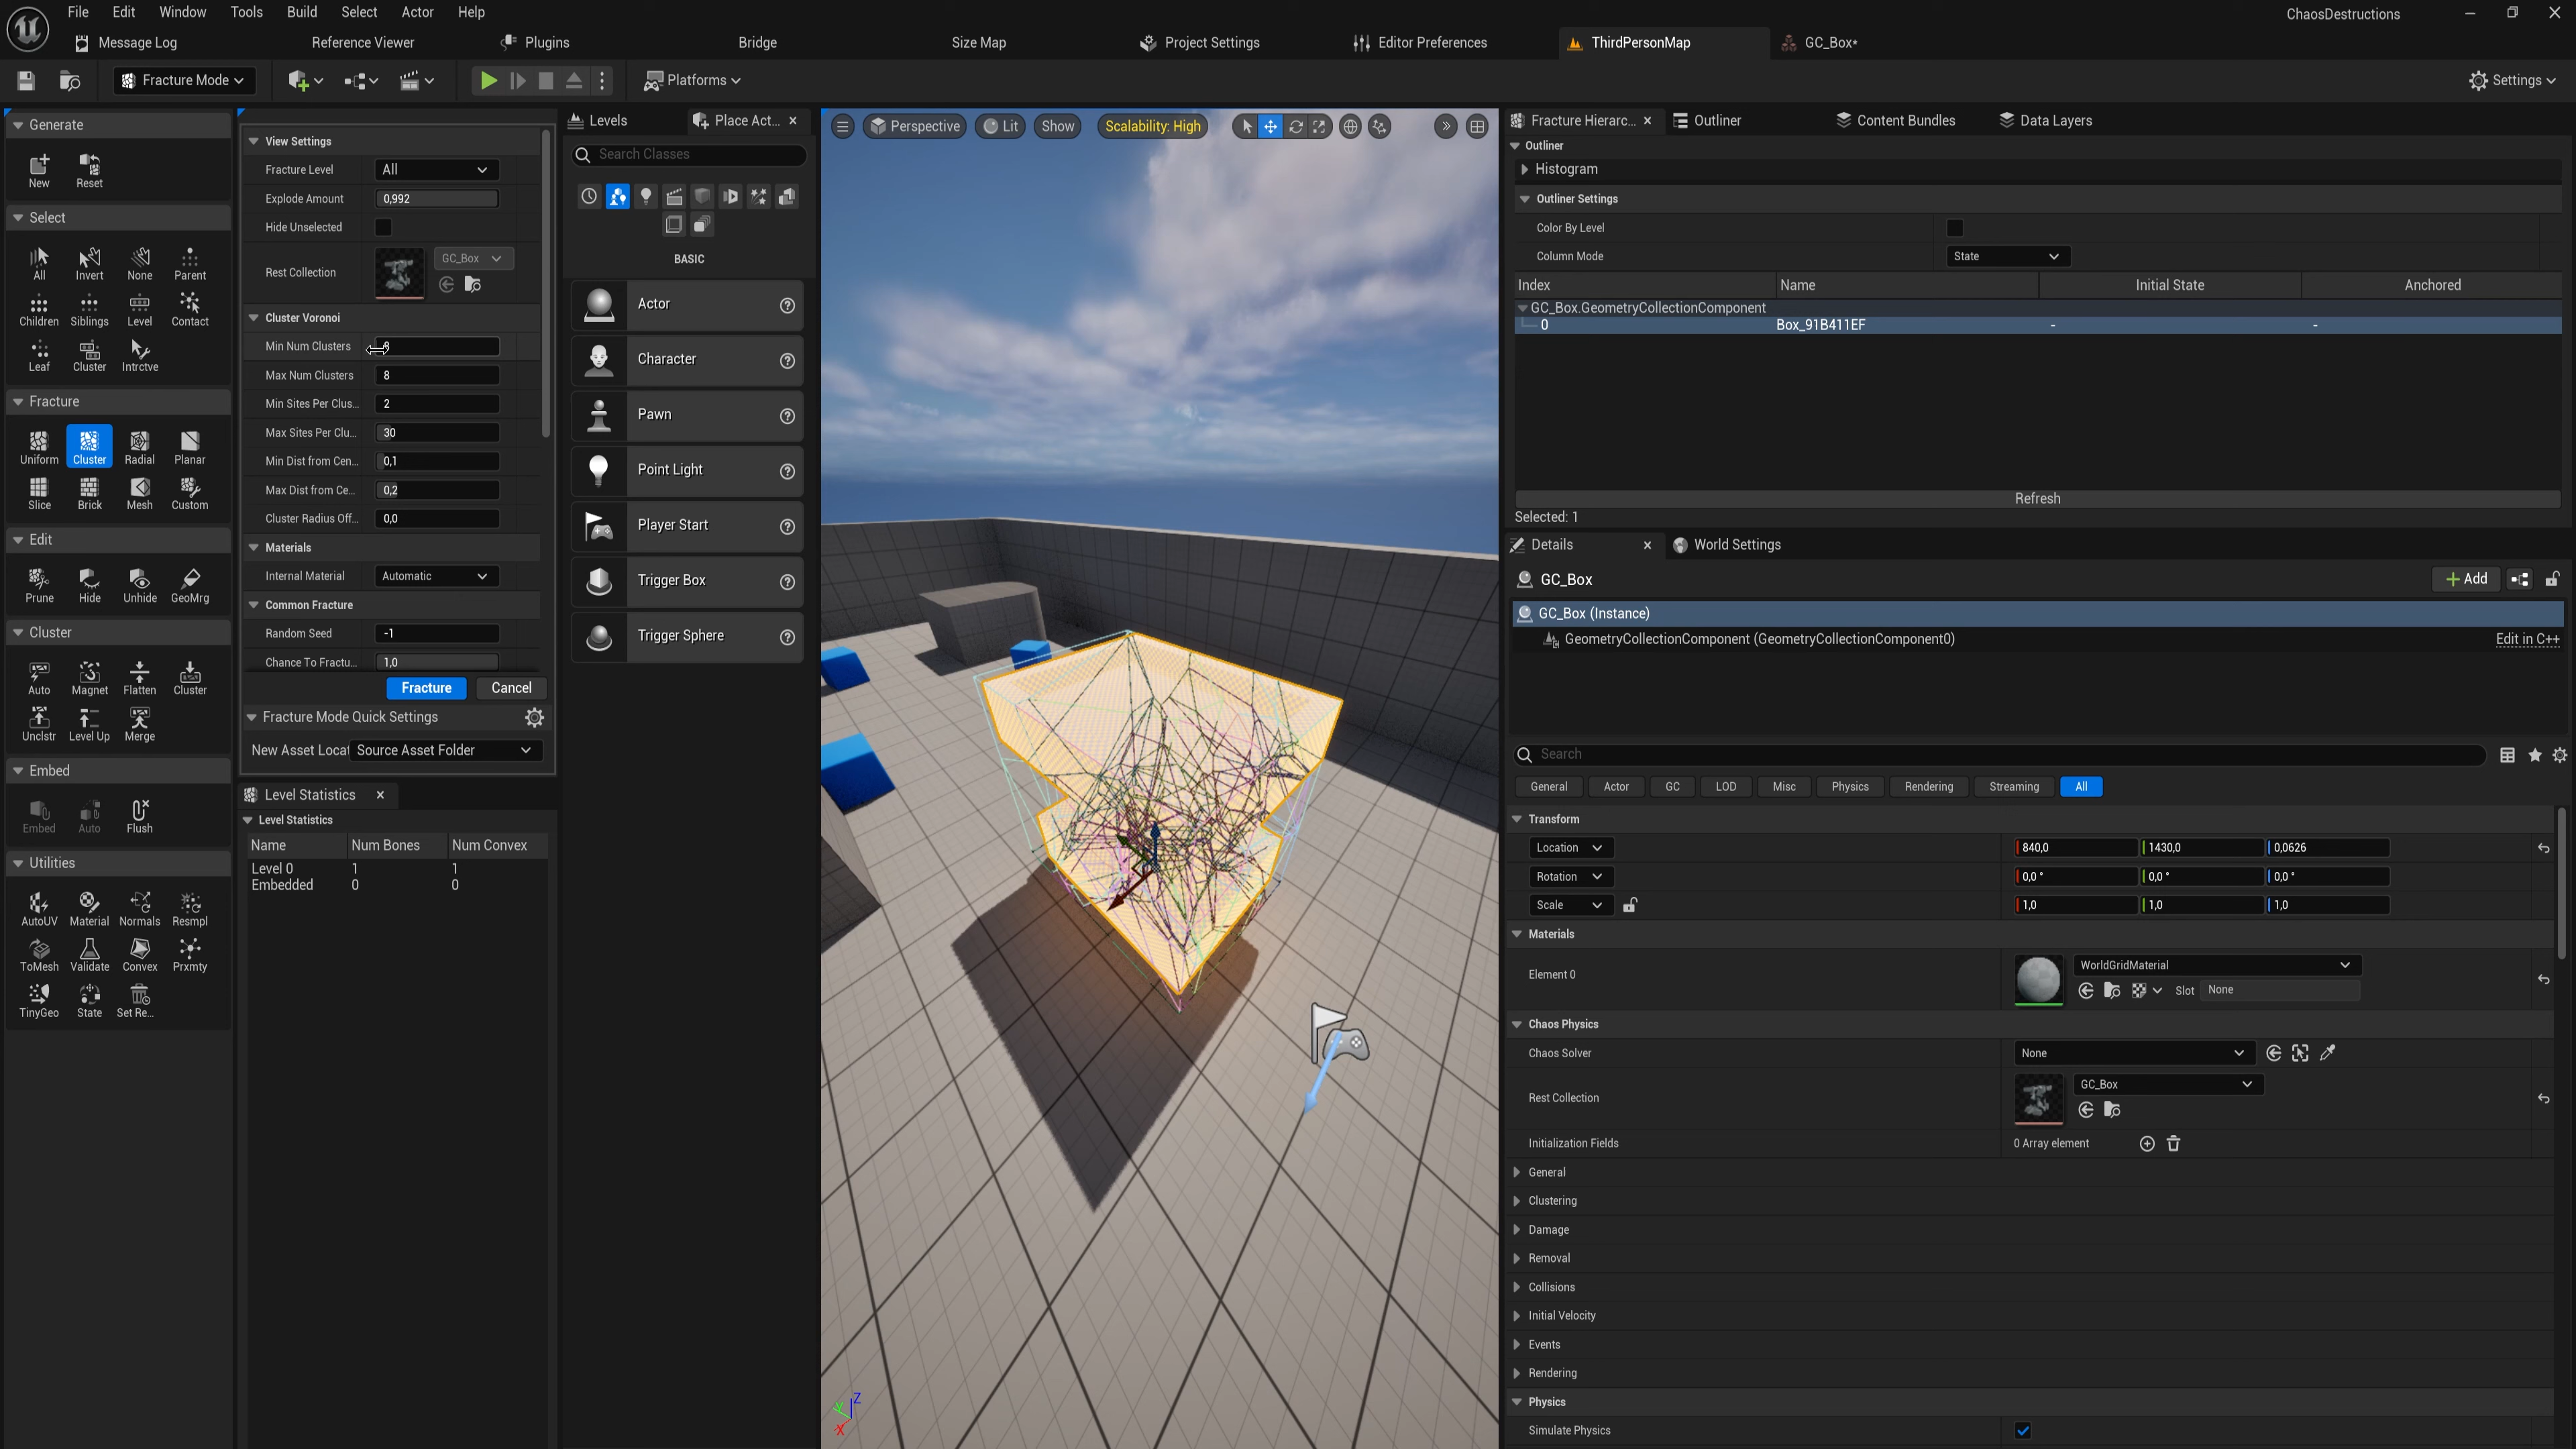 File Edit Window Tools Build Select Actor Help
ChaosDestructions
Message Log Reference Viewer Plugins Bridge Size Map Project Settings Editor Preferences ThirdPersonMap GC_Box*
Fracture Mode Platforms Settings
Generate
New Reset
Select
All Invert None Parent
Children Siblings Level Contact
Leaf Cluster Intrctve
Fracture
Uniform Cluster Radial Planar
Slice Brick Mesh Custom
Edit
Prune Hide Unhide GeoMrg
Cluster
Auto Magnet Flatten Cluster
Unclstr Level Up Merge
Embed
Embed Auto Flush
Utilities
AutoUV Material Normals Resmpl
ToMesh Validate Convex Prxmty
TinyGeo State Set Re...
View Settings
Fracture Level All
Explode Amount 0,992
Hide Unselected
Rest Collection GC_Box
Cluster Voronoi
Min Num Clusters
Max Num Clusters 8
Min Sites Per Clus... 2
Max Sites Per Clu... 30
Min Dist from Cen... 0,1
Max Dist from Ce... 0,2
Cluster Radius Off... 0,0
Materials
Internal Material Automatic
Common Fracture
Random Seed -1
Chance To Fractu... 1,0
Fracture Cancel
Fracture Mode Quick Settings
New Asset Locat Source Asset Folder
Level Statistics
Level Statistics
Name Num Bones Num Convex
Level 0 1 1
Embedded 0 0
Levels Place Act...
Search Classes
BASIC
Actor
Character
Pawn
Point Light
Player Start
Trigger Box
Trigger Sphere
Perspective Lit Show Scalability: High
Z
Y
X
Fracture Hierarc... Outliner Content Bundles Data Layers
Outliner
Histogram
Outliner Settings
Color By Level
Column Mode State
Index Name Initial State Anchored
GC_Box.GeometryCollectionComponent
0 Box_91B411EF - -
Refresh
Selected: 1
Details World Settings
GC_Box + Add
GC_Box (Instance)
GeometryCollectionComponent (GeometryCollectionComponent0) Edit in C++
Search
General Actor GC LOD Misc Physics Rendering Streaming All
Transform
Location 840,0 1430,0 0,0626
Rotation 0,0 ° 0,0 ° 0,0 °
Scale 1,0 1,0 1,0
Materials
Element 0 WorldGridMaterial
Slot None
Chaos Physics
Chaos Solver None
Rest Collection GC_Box
Initialization Fields 0 Array element
General
Clustering
Damage
Removal
Collisions
Initial Velocity
Events
Rendering
Physics
Simulate Physics